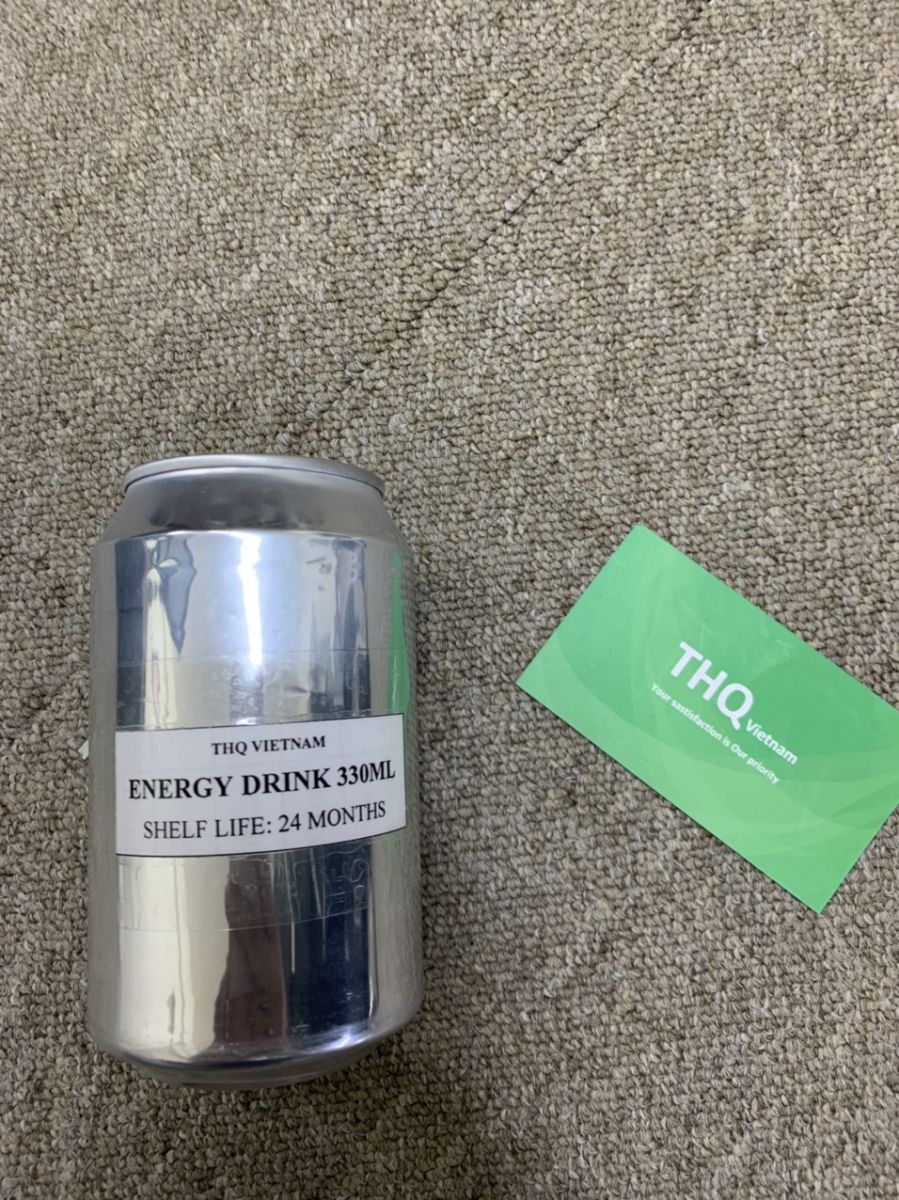 THQ VIETNAM
ENERGY DRINK 330ML
SHELF LIFE: 24 MONTHS
THQ Vietnam
Your sastisfaction is Our priority